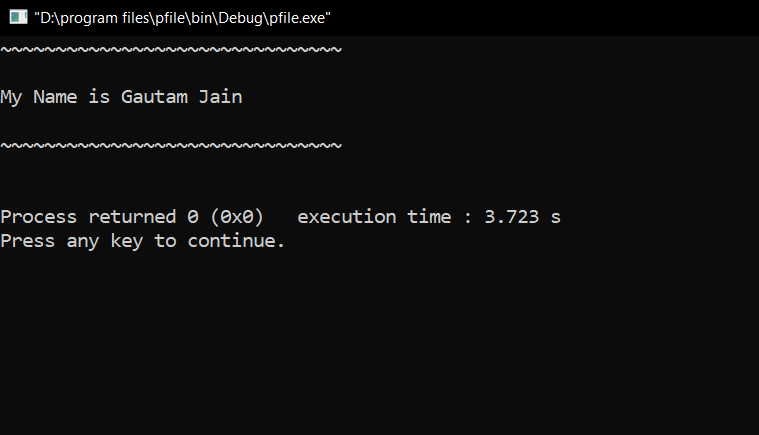 "D:\program files\pfile\bin\Debug\pfile.exe"
~~~~~~~~~~~~~~~~~~~~~~~~~~~~~~~
My Name is Gautam Jain
~~~~~~~~~~~~~~~~~~~~~~~~~~~~~~~
Process returned 0 (0x0)   execution time : 3.723 s
Press any key to continue.